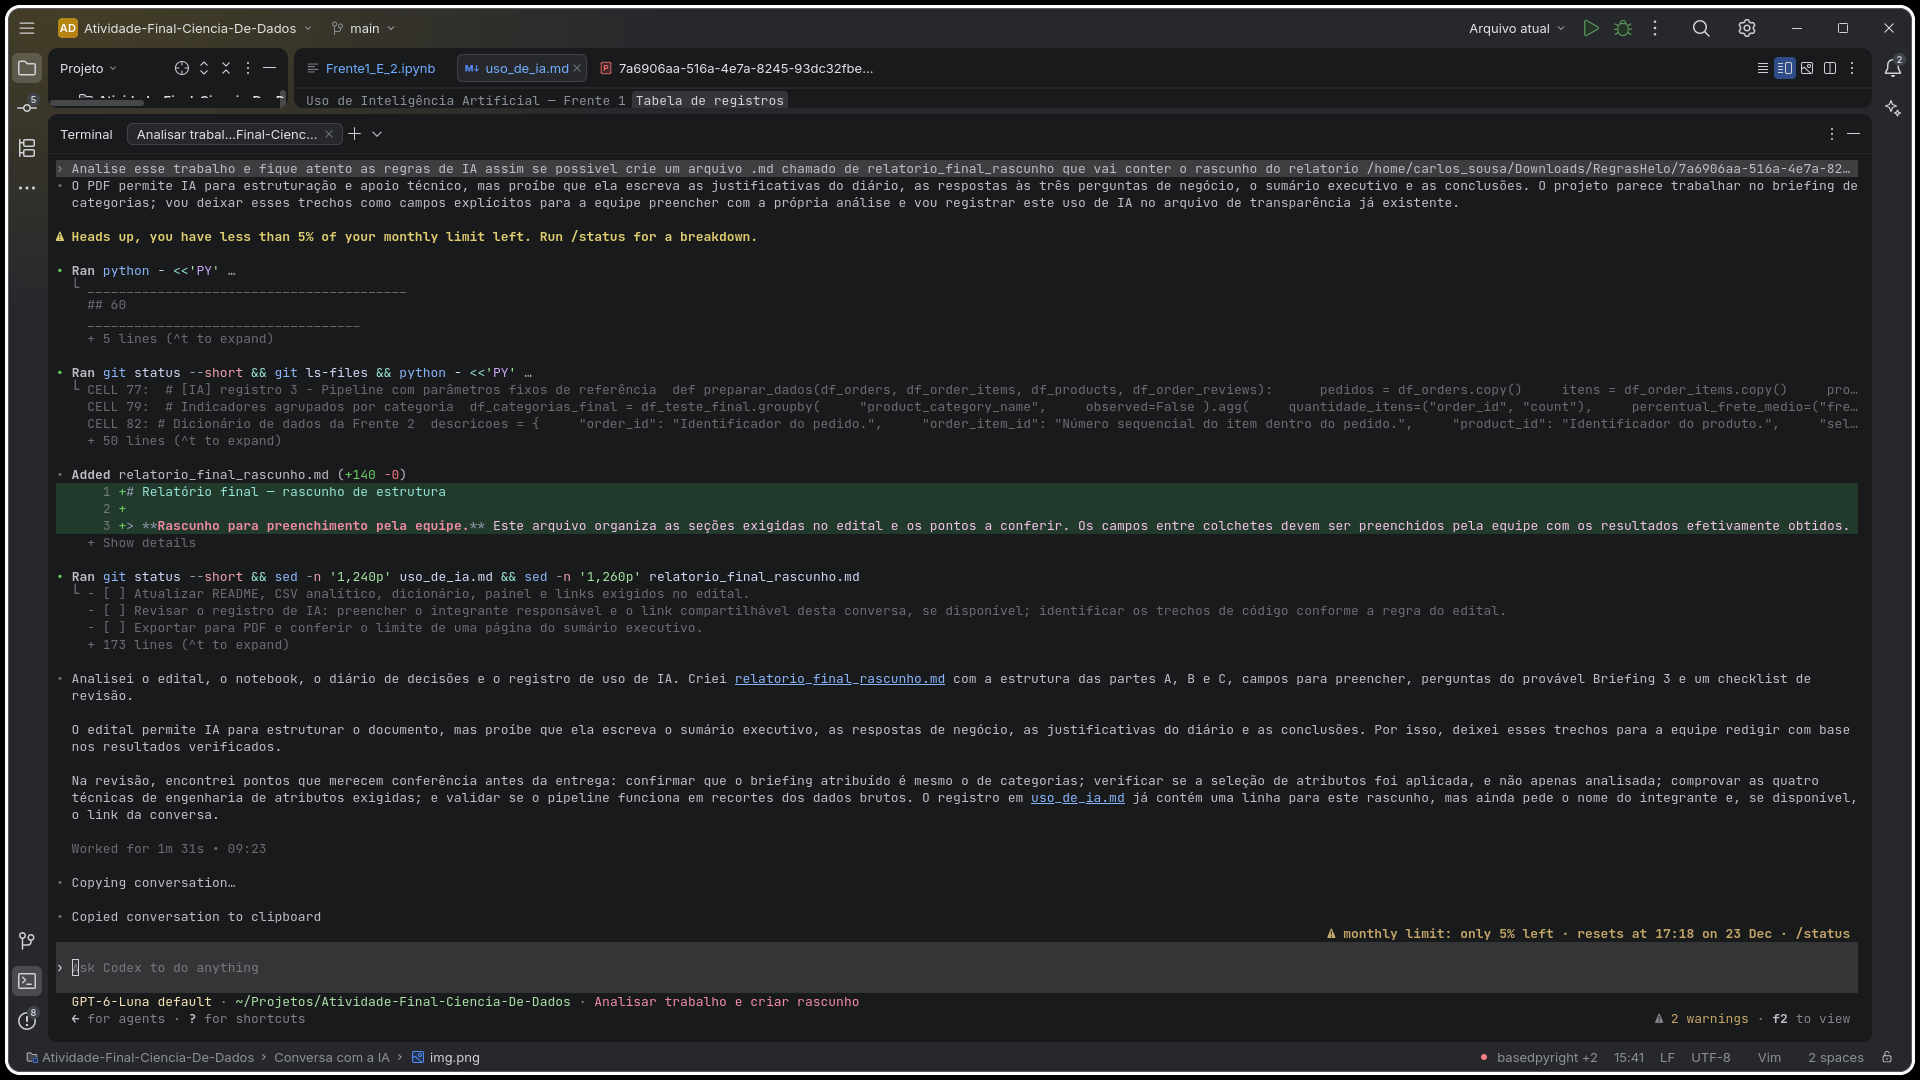 AD Atividade-Final-Ciencia-De-Dados main Arquivo atual
Projeto Frente1_E_2.ipynb uso_de_ia.md 7a6906aa-516a-4e7a-8245-93dc32fbe... 2
5 Uso de Inteligência Artificial — Frente 1 Tabela de registros
Terminal Analisar trabal...Final-Cienc...
› Analise esse trabalho e fique atento as regras de IA assim se possivel crie um arquivo .md chamado de relatorio_final_rascunho que vai conter o rascunho do relatorio /home/carlos_sousa/Downloads/RegrasHelo/7a6906aa-516a-4e7a-82…
• O PDF permite IA para estruturação e apoio técnico, mas proíbe que ela escreva as justificativas do diário, as respostas às três perguntas de negócio, o sumário executivo e as conclusões. O projeto parece trabalhar no briefing de
categorias; vou deixar esses trechos como campos explícitos para a equipe preencher com a própria análise e vou registrar este uso de IA no arquivo de transparência já existente.
⚠ Heads up, you have less than 5% of your monthly limit left. Run /status for a breakdown.
• Ran python - <<'PY' …
└ _________________________________________
## 60
___________________________________
+ 5 lines (^t to expand)
• Ran git status --short && git ls-files && python - <<'PY' …
└ CELL 77:  # [IA] registro 3 - Pipeline com parâmetros fixos de referência  def preparar_dados(df_orders, df_order_items, df_products, df_order_reviews):      pedidos = df_orders.copy()     itens = df_order_items.copy()     pro…
CELL 79:  # Indicadores agrupados por categoria  df_categorias_final = df_teste_final.groupby(     "product_category_name",     observed=False ).agg(     quantidade_itens=("order_id", "count"),     percentual_frete_medio=("fre…
CELL 82: # Dicionário de dados da Frente 2  descricoes = {     "order_id": "Identificador do pedido.",     "order_item_id": "Número sequencial do item dentro do pedido.",     "product_id": "Identificador do produto.",     "sel…
+ 50 lines (^t to expand)
• Added relatorio_final_rascunho.md (+140 -0)
1 +# Relatório final — rascunho de estrutura
2 +
3 +> **Rascunho para preenchimento pela equipe.** Este arquivo organiza as seções exigidas no edital e os pontos a conferir. Os campos entre colchetes devem ser preenchidos pela equipe com os resultados efetivamente obtidos.
+ Show details
• Ran git status --short && sed -n '1,240p' uso_de_ia.md && sed -n '1,260p' relatorio_final_rascunho.md
└ - [ ] Atualizar README, CSV analítico, dicionário, painel e links exigidos no edital.
- [ ] Revisar o registro de IA: preencher o integrante responsável e o link compartilhável desta conversa, se disponível; identificar os trechos de código conforme a regra do edital.
- [ ] Exportar para PDF e conferir o limite de uma página do sumário executivo.
+ 173 lines (^t to expand)
• Analisei o edital, o notebook, o diário de decisões e o registro de uso de IA. Criei relatorio_final_rascunho.md com a estrutura das partes A, B e C, campos para preencher, perguntas do provável Briefing 3 e um checklist de
revisão.
O edital permite IA para estruturar o documento, mas proíbe que ela escreva o sumário executivo, as respostas de negócio, as justificativas do diário e as conclusões. Por isso, deixei esses trechos para a equipe redigir com base
nos resultados verificados.
Na revisão, encontrei pontos que merecem conferência antes da entrega: confirmar que o briefing atribuído é mesmo o de categorias; verificar se a seleção de atributos foi aplicada, e não apenas analisada; comprovar as quatro
técnicas de engenharia de atributos exigidas; e validar se o pipeline funciona em recortes dos dados brutos. O registro em uso_de_ia.md já contém uma linha para este rascunho, mas ainda pede o nome do integrante e, se disponível,
o link da conversa.
Worked for 1m 31s • 09:23
• Copying conversation…
• Copied conversation to clipboard
⚠ monthly limit: only 5% left · resets at 17:18 on 23 Dec · /status
› Ask Codex to do anything
GPT-6-Luna default · ~/Projetos/Atividade-Final-Ciencia-De-Dados · Analisar trabalho e criar rascunho
← for agents · ? for shortcuts ⚠ 2 warnings · f2 to view
8
Atividade-Final-Ciencia-De-Dados › Conversa com a IA › img.png basedpyright +2 15:41 LF UTF-8 Vim 2 spaces